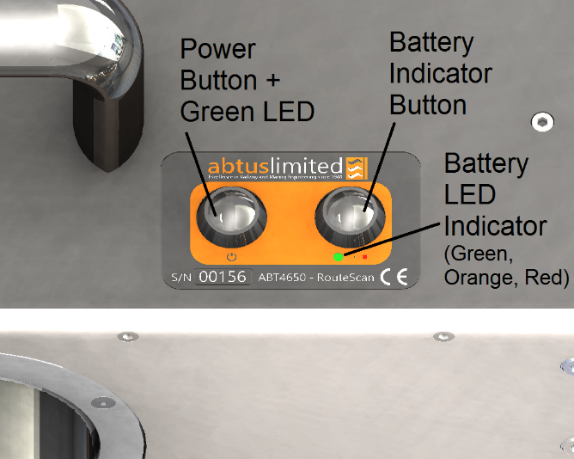 Power
Button +
Green LED
Battery
Indicator
Button
Battery
LED
Indicator
(Green,
Orange, Red)
abtuslimited
S/N 00156 ABT4650 - RouteScan CE